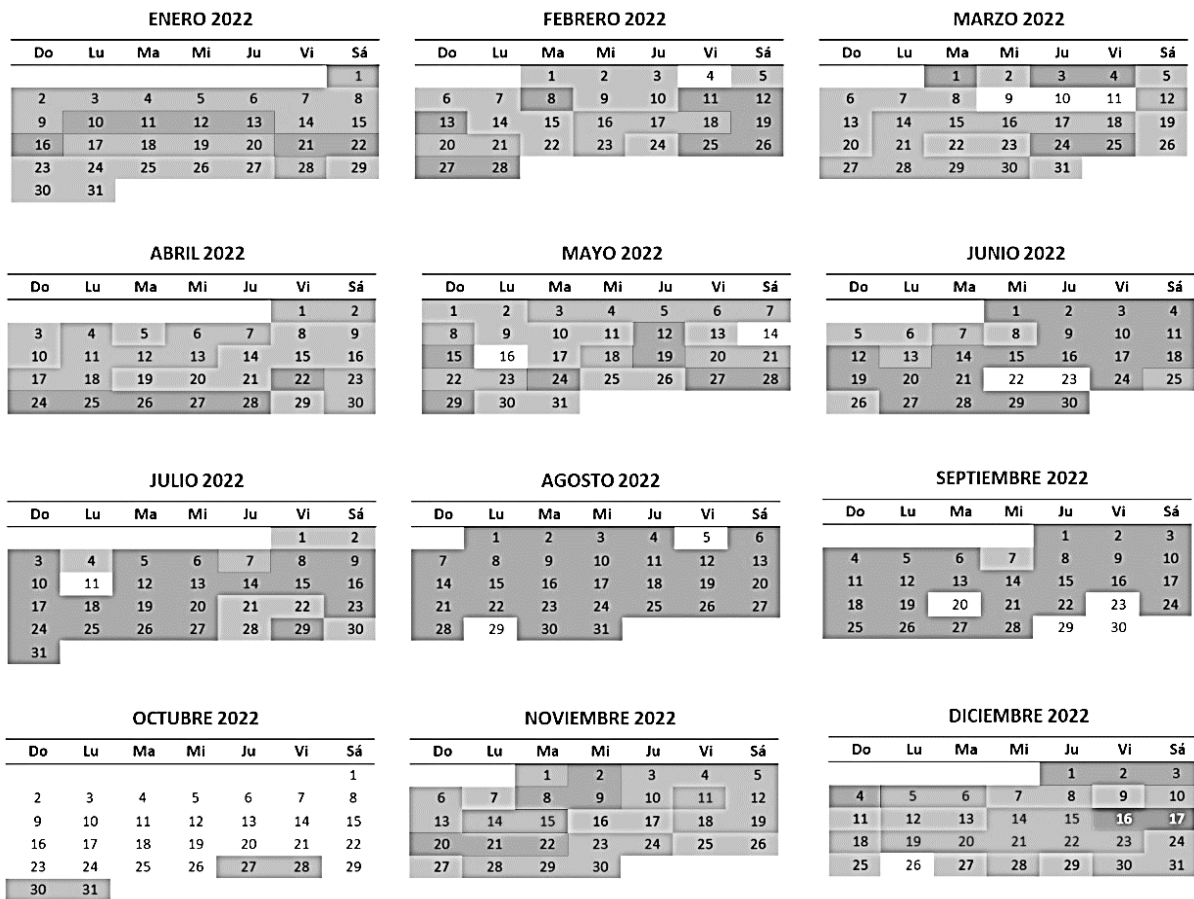 ENERO 2022
Do Lu Ma Mi Ju Vi Sá
1
2 3 4 5 6 7 8
9 10 11 12 13 14 15
16 17 18 19 20 21 22
23 24 25 26 27 28 29
30 31
FEBRERO 2022
Do Lu Ma Mi Ju Vi Sá
1 2 3 4 5
6 7 8 9 10 11 12
13 14 15 16 17 18 19
20 21 22 23 24 25 26
27 28
MARZO 2022
Do Lu Ma Mi Ju Vi Sá
1 2 3 4 5
6 7 8 9 10 11 12
13 14 15 16 17 18 19
20 21 22 23 24 25 26
27 28 29 30 31
ABRIL 2022
Do Lu Ma Mi Ju Vi Sá
1 2
3 4 5 6 7 8 9
10 11 12 13 14 15 16
17 18 19 20 21 22 23
24 25 26 27 28 29 30
MAYO 2022
Do Lu Ma Mi Ju Vi Sá
1 2 3 4 5 6 7
8 9 10 11 12 13 14
15 16 17 18 19 20 21
22 23 24 25 26 27 28
29 30 31
JUNIO 2022
Do Lu Ma Mi Ju Vi Sá
1 2 3 4
5 6 7 8 9 10 11
12 13 14 15 16 17 18
19 20 21 22 23 24 25
26 27 28 29 30
JULIO 2022
Do Lu Ma Mi Ju Vi Sá
1 2
3 4 5 6 7 8 9
10 11 12 13 14 15 16
17 18 19 20 21 22 23
24 25 26 27 28 29 30
31
AGOSTO 2022
Do Lu Ma Mi Ju Vi Sá
1 2 3 4 5 6
7 8 9 10 11 12 13
14 15 16 17 18 19 20
21 22 23 24 25 26 27
28 29 30 31
SEPTIEMBRE 2022
Do Lu Ma Mi Ju Vi Sá
1 2 3
4 5 6 7 8 9 10
11 12 13 14 15 16 17
18 19 20 21 22 23 24
25 26 27 28 29 30
OCTUBRE 2022
Do Lu Ma Mi Ju Vi Sá
1
2 3 4 5 6 7 8
9 10 11 12 13 14 15
16 17 18 19 20 21 22
23 24 25 26 27 28 29
30 31
NOVIEMBRE 2022
Do Lu Ma Mi Ju Vi Sá
1 2 3 4 5
6 7 8 9 10 11 12
13 14 15 16 17 18 19
20 21 22 23 24 25 26
27 28 29 30
DICIEMBRE 2022
Do Lu Ma Mi Ju Vi Sá
1 2 3
4 5 6 7 8 9 10
11 12 13 14 15 16 17
18 19 20 21 22 23 24
25 26 27 28 29 30 31